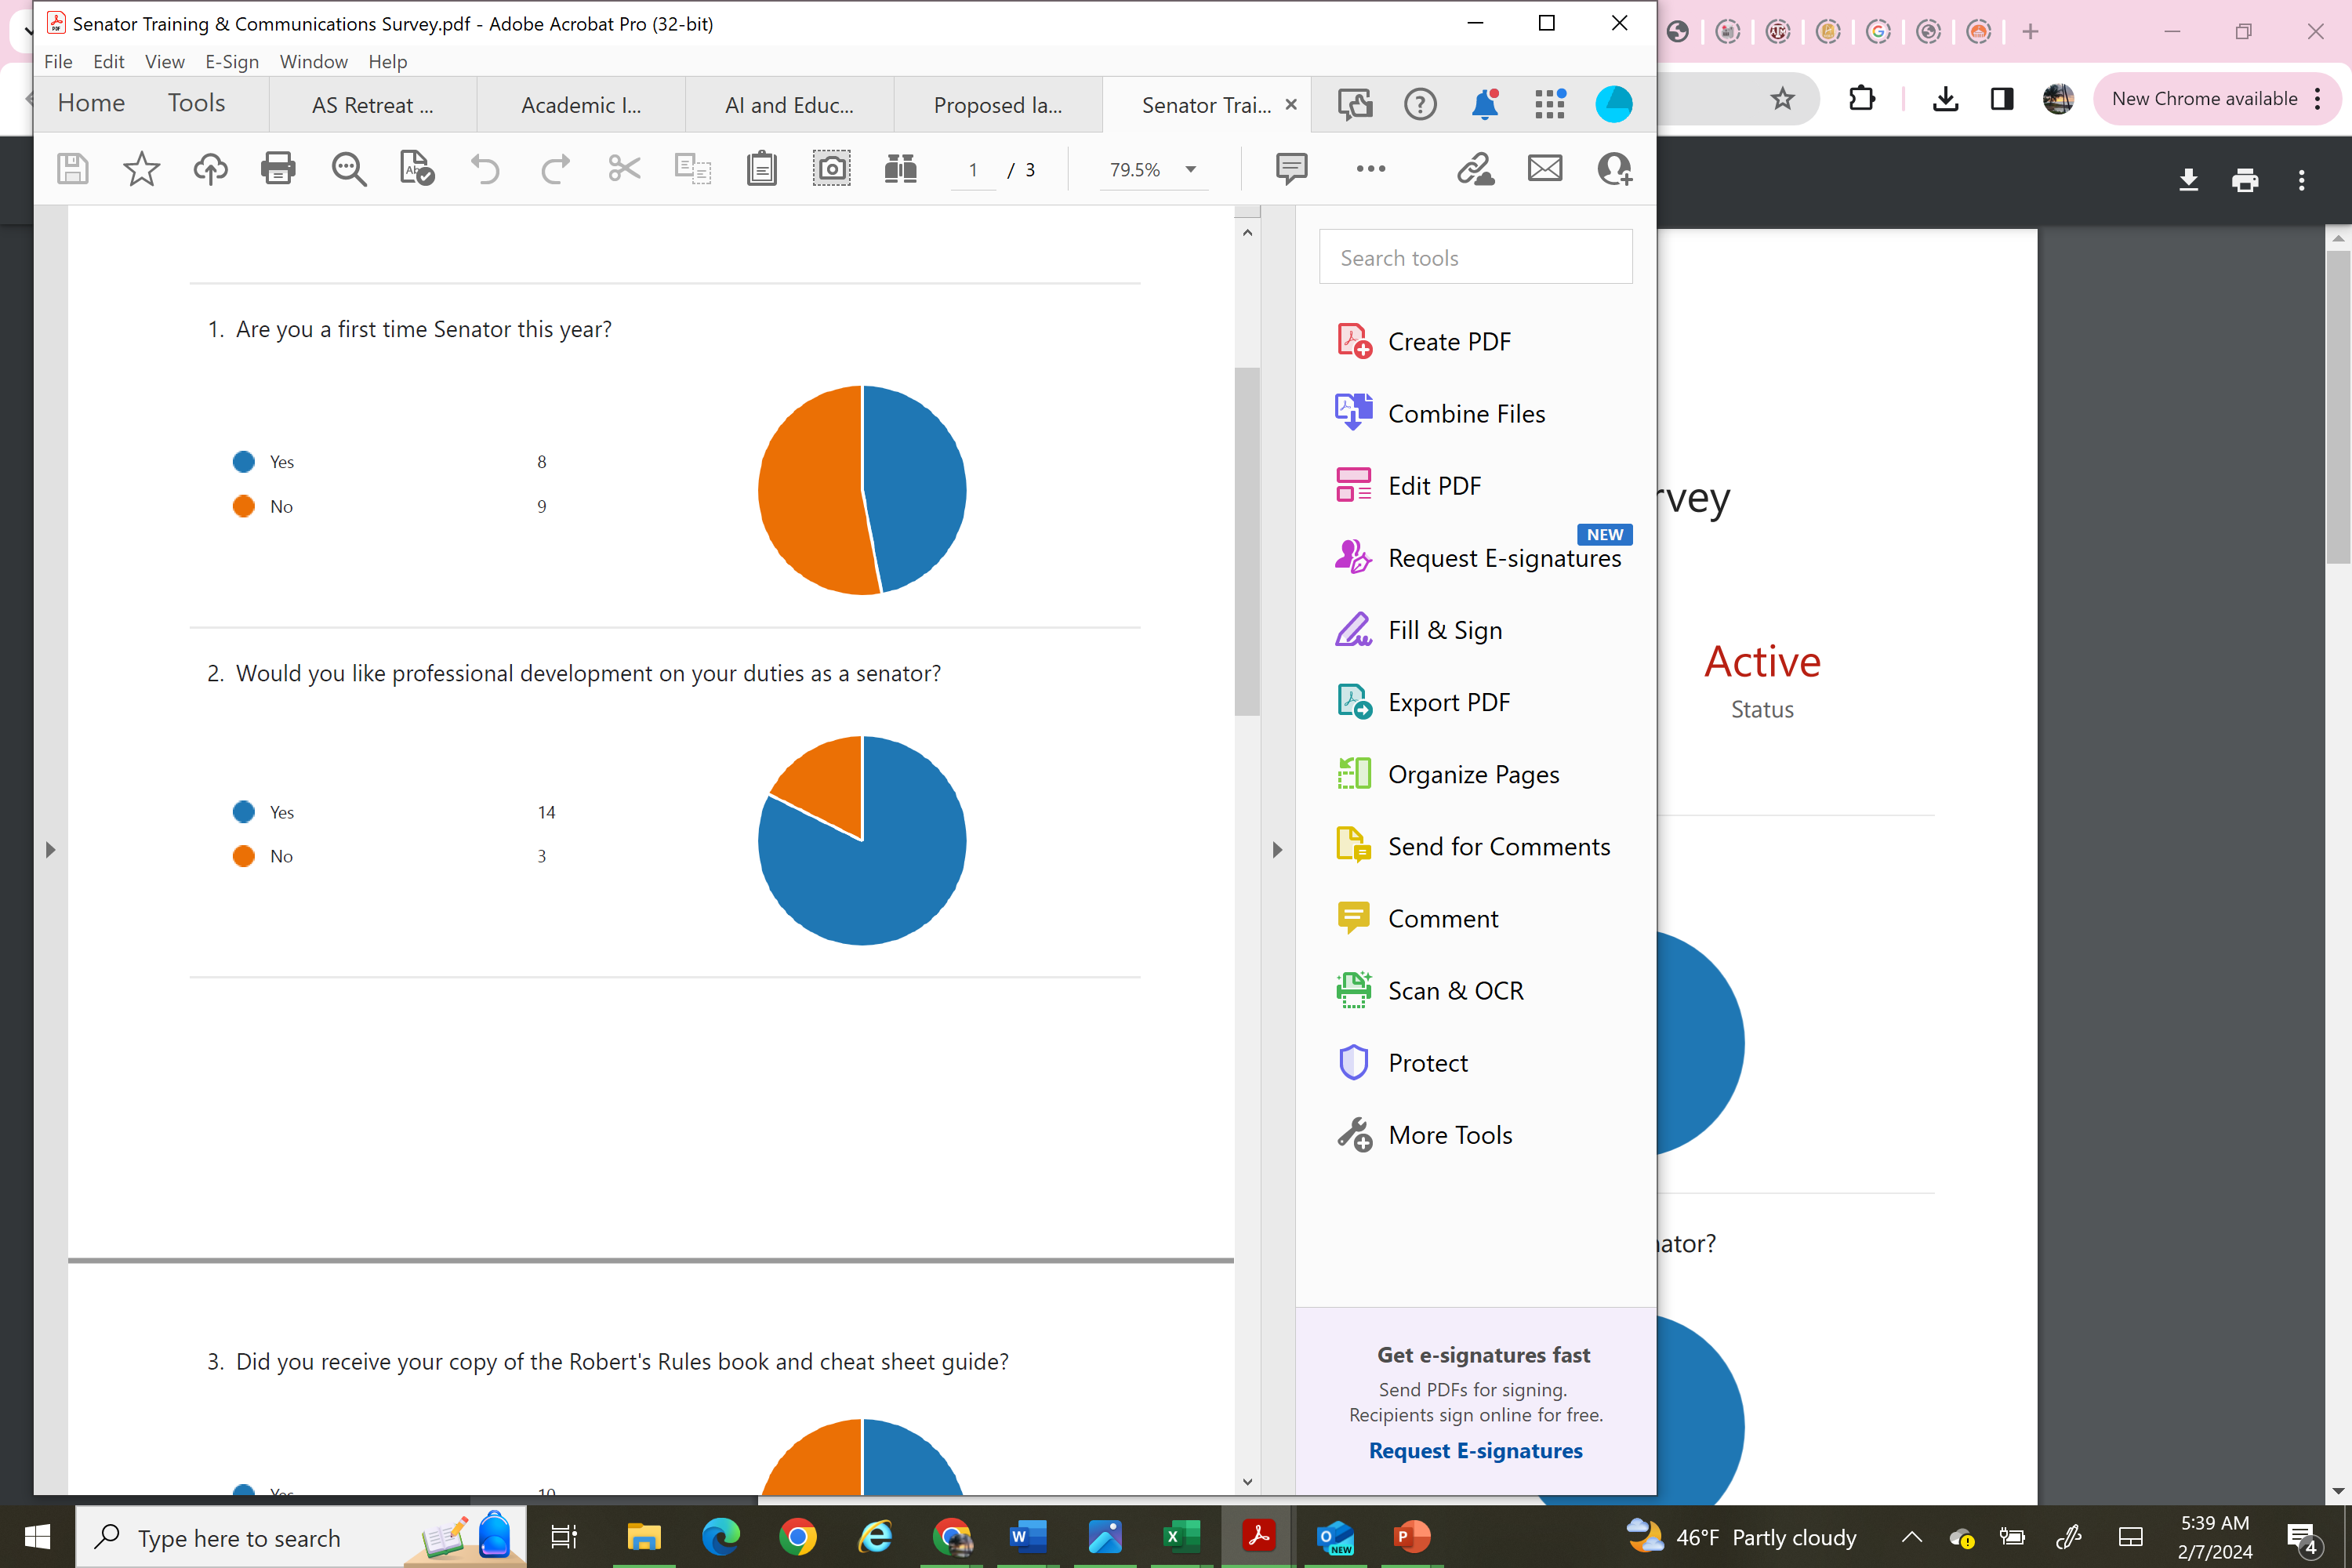 Senator Training & Communications Survey.pdf - Adobe Acrobat Pro (32-bit)
File Edit View E-Sign Window Help
Home Tools AS Retreat ... Academic I... AI and Educ... Proposed la... Senator Trai...
New Chrome available
1 / 3 79.5%
1. Are you a first time Senator this year?
Yes 8
No 9
2. Would you like professional development on your duties as a senator?
Yes 14
No 3
3. Did you receive your copy of the Robert's Rules book and cheat sheet guide?
Yes 10
Search tools
Create PDF
Combine Files
Edit PDF
NEW
Request E-signatures
Fill & Sign
Export PDF
Organize Pages
Send for Comments
Comment
Scan & OCR
Protect
More Tools
Get e-signatures fast
Send PDFs for signing.
Recipients sign online for free.
Request E-signatures
rvey
Active
Status
nator?
Type here to search
46°F Partly cloudy
5:39 AM
2/7/2024
4